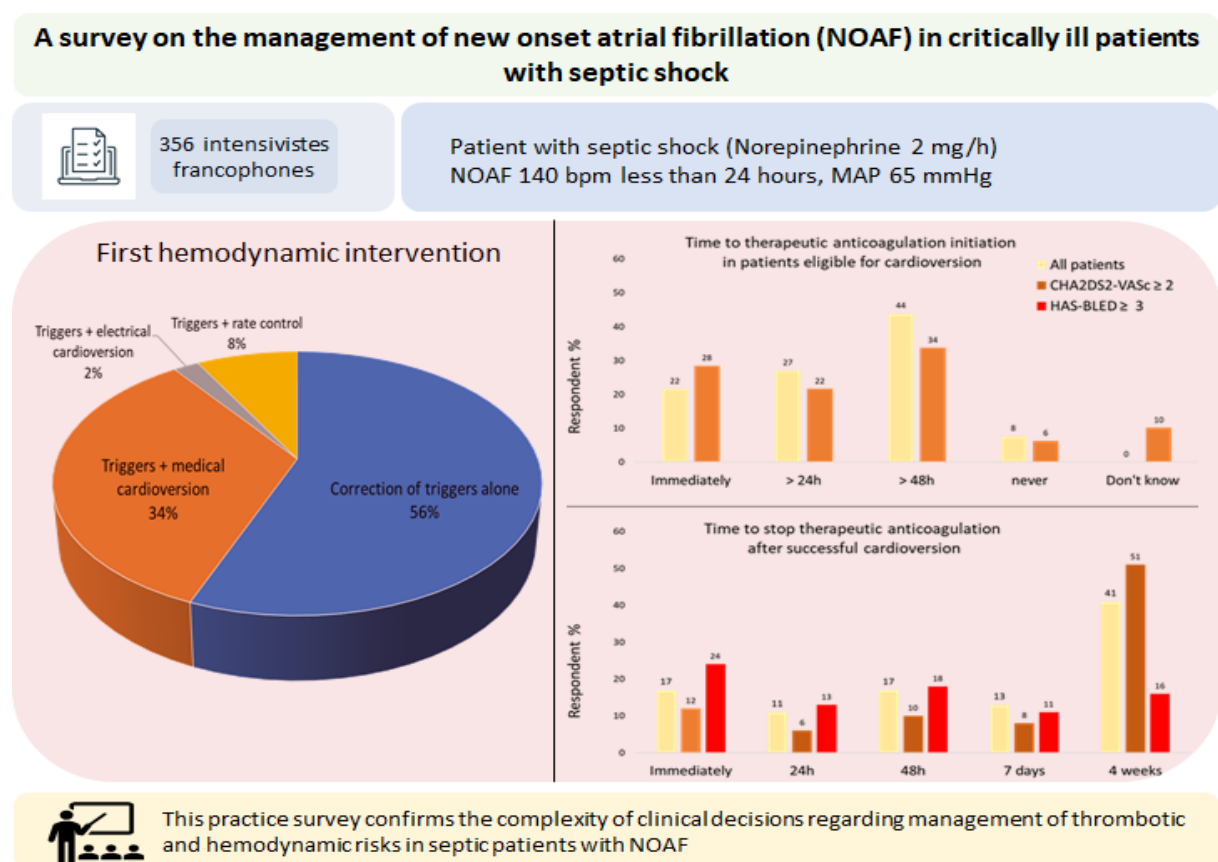 A survey on the management of new onset atrial fibrillation (NOAF) in critically ill patients
with septic shock
356 intensivistes
francophones
Patient with septic shock (Norepinephrine 2 mg/h)
NOAF 140 bpm less than 24 hours, MAP 65 mmHg
First hemodynamic intervention
Triggers + electrical
cardioversion
2%
Triggers + rate control
8%
Triggers + medical
cardioversion
34%
Correction of triggers alone
56%
Time to therapeutic anticoagulation initiation
in patients eligible for cardioversion
All patients
CHA2DS2-VASc ≥ 2
HAS-BLED ≥ 3
Respondent %
60
50
40
30
20
10
0
22
28
27
22
44
34
8
6
0
10
Immediately
> 24h
> 48h
never
Don't know
Time to stop therapeutic anticoagulation
after successful cardioversion
Respondent %
60
50
40
30
20
10
0
17
12
24
11
6
13
17
10
18
13
8
11
41
51
16
Immediately
24h
48h
7 days
4 weeks
This practice survey confirms the complexity of clinical decisions regarding management of thrombotic
and hemodynamic risks in septic patients with NOAF